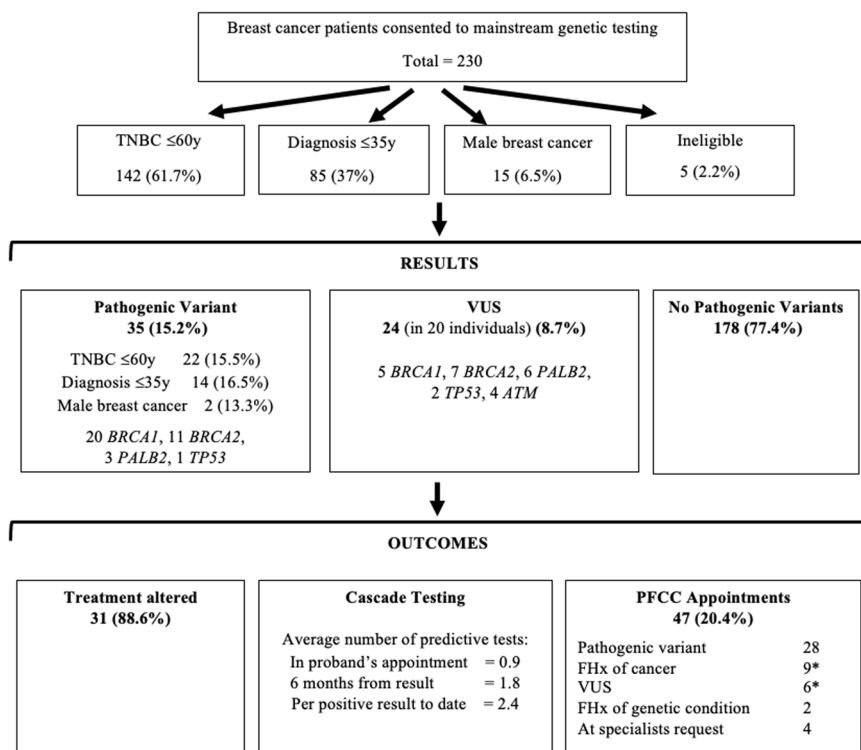 Breast cancer patients consented to mainstream genetic testing
Total = 230
TNBC ≤60y
142 (61.7%)
Diagnosis ≤35y
85 (37%)
Male breast cancer
15 (6.5%)
Ineligible
5 (2.2%)
RESULTS
Pathogenic Variant
35 (15.2%)
TNBC ≤60y 22 (15.5%)
Diagnosis ≤35y 14 (16.5%)
Male breast cancer 2 (13.3%)
20 BRCA1, 11 BRCA2,
3 PALB2, 1 TP53
VUS
24 (in 20 individuals) (8.7%)
5 BRCA1, 7 BRCA2, 6 PALB2,
2 TP53, 4 ATM
No Pathogenic Variants
178 (77.4%)
OUTCOMES
Treatment altered
31 (88.6%)
Cascade Testing
Average number of predictive tests:
In proband's appointment = 0.9
6 months from result = 1.8
Per positive result to date = 2.4
PFCC Appointments
47 (20.4%)
Pathogenic variant 28
FHx of cancer 9*
VUS 6*
FHx of genetic condition 2
At specialists request 4